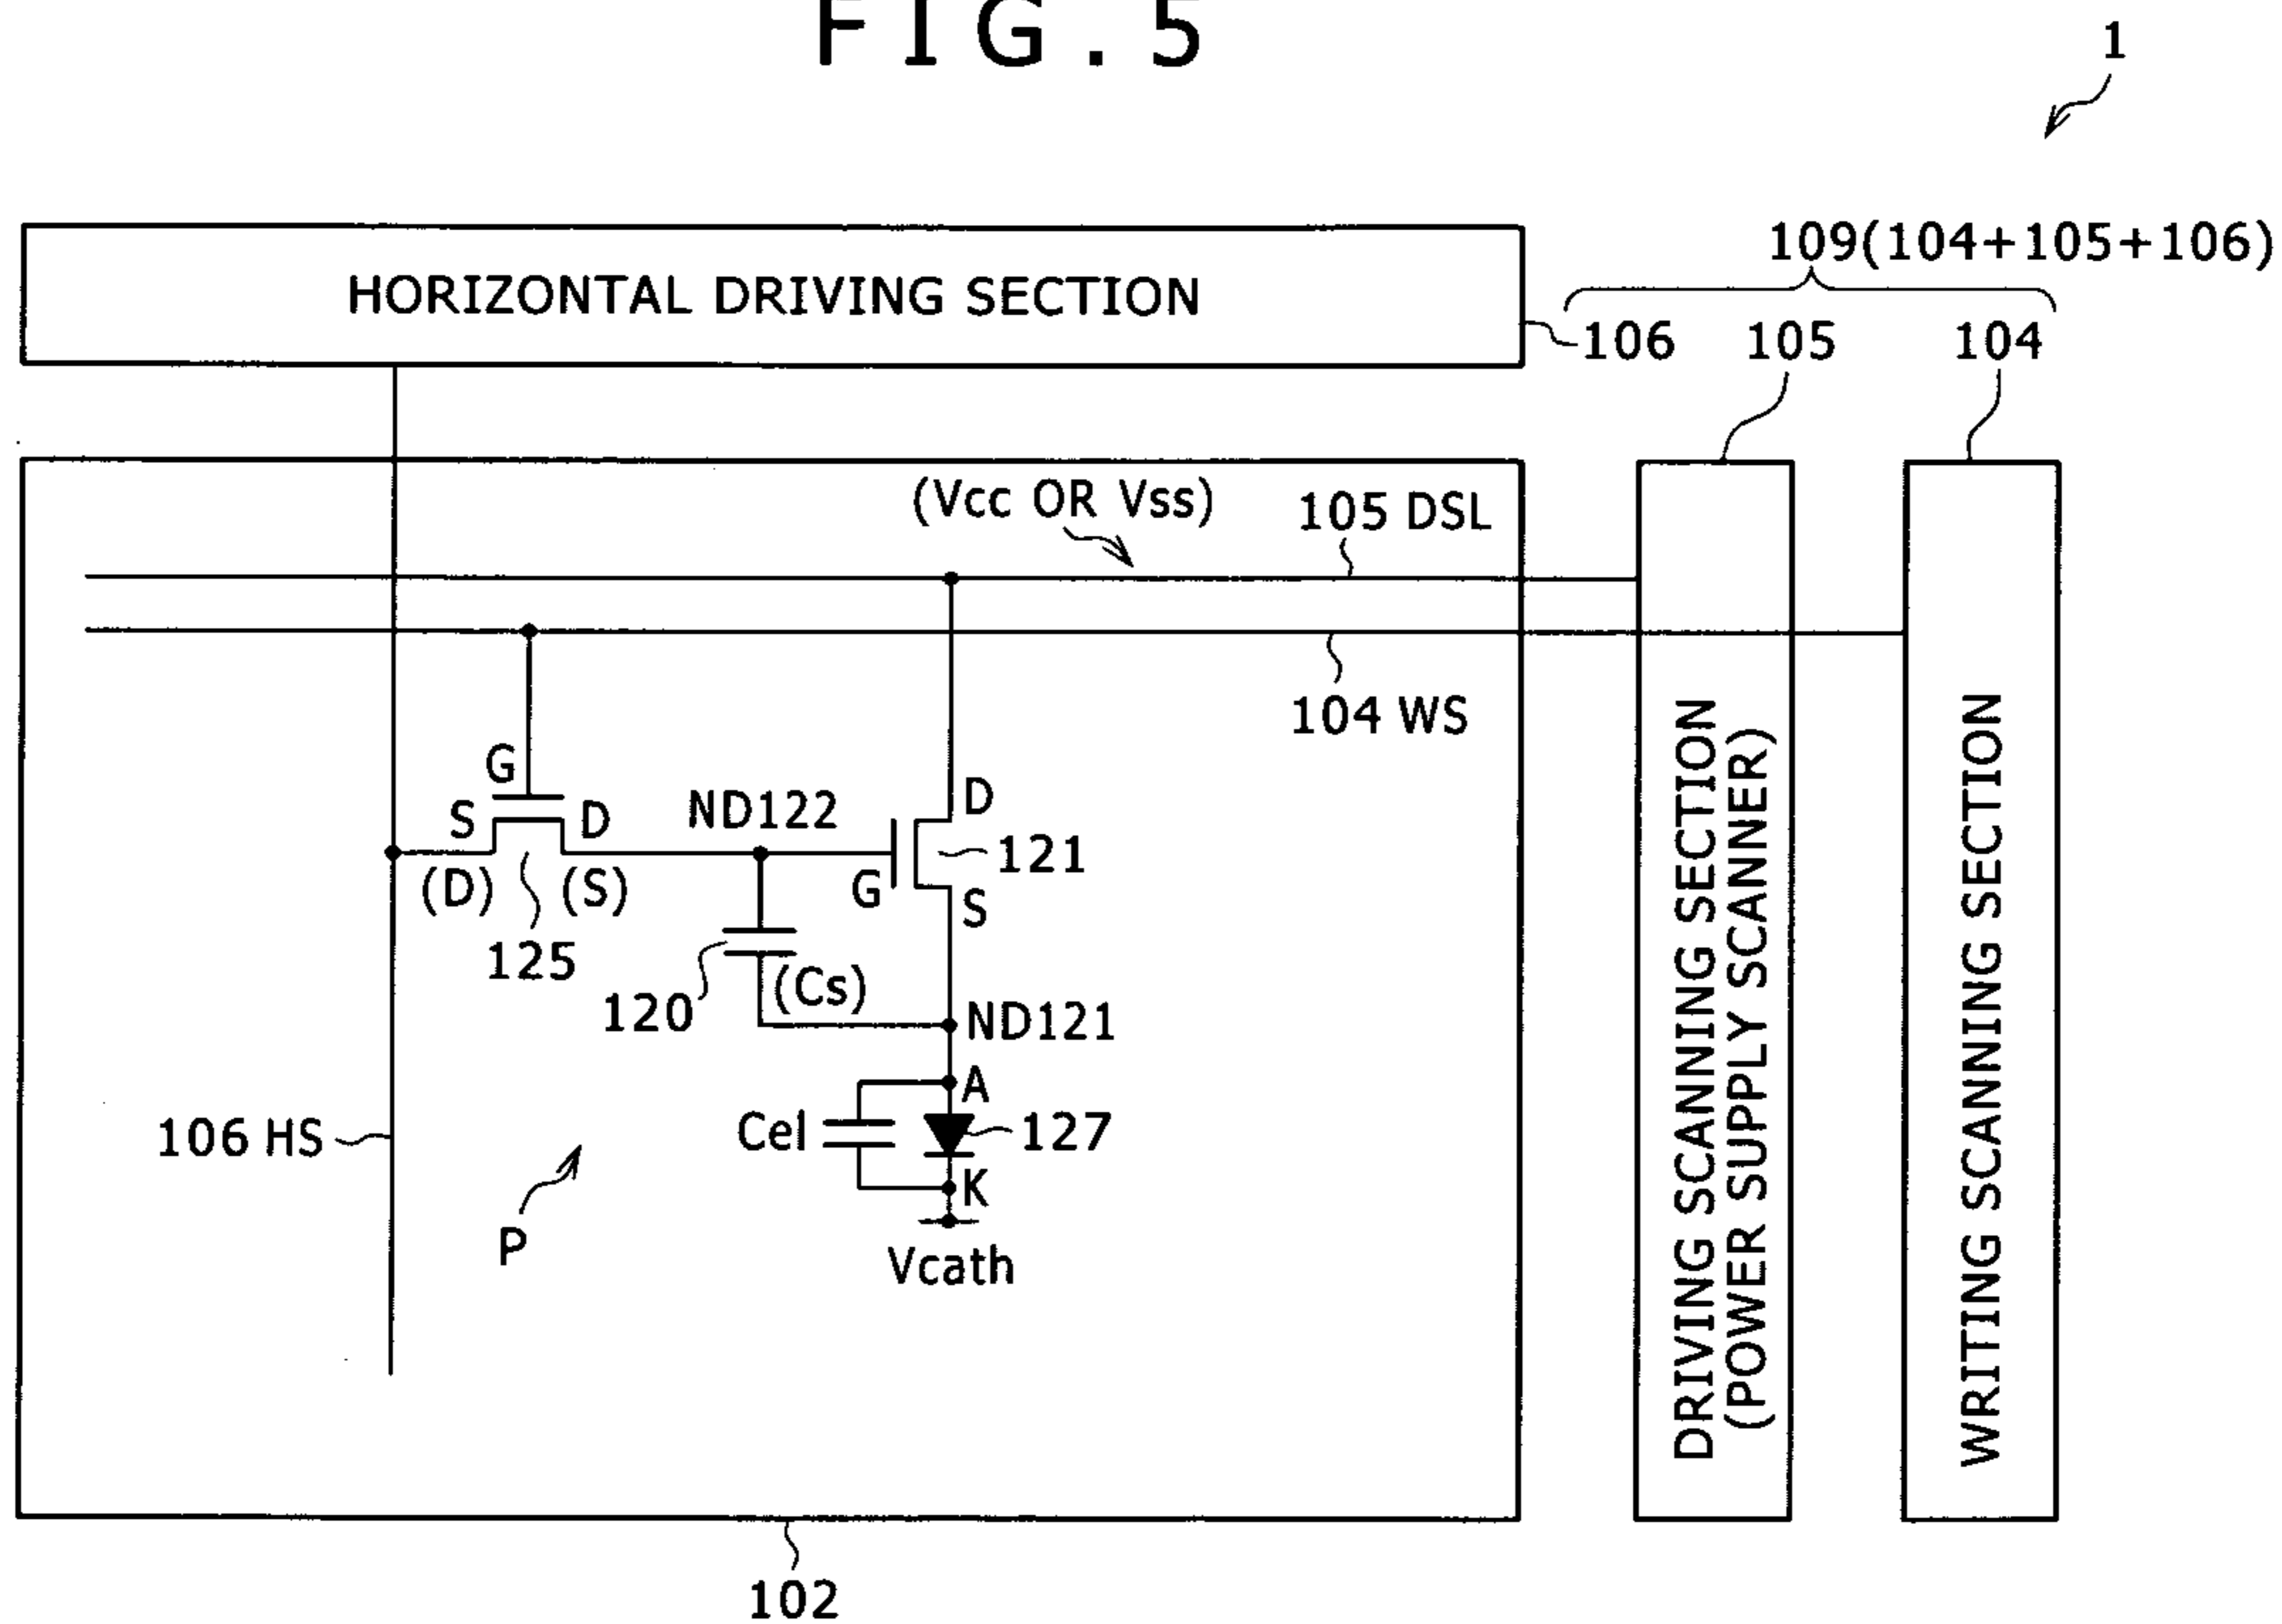 FIG.5
1
109(104+105+106)
HORIZONTAL DRIVING SECTION
106 105 104
(Vcc OR Vss)
105 DSL
104 WS
G
S D
(D) (S)
125
ND122
D
121
G
S
120
(Cs)
ND121
A
Cel
127
K
Vcath
106 HS
P
DRIVING SCANNING SECTION
(POWER SUPPLY SCANNER)
WRITING SCANNING SECTION
102